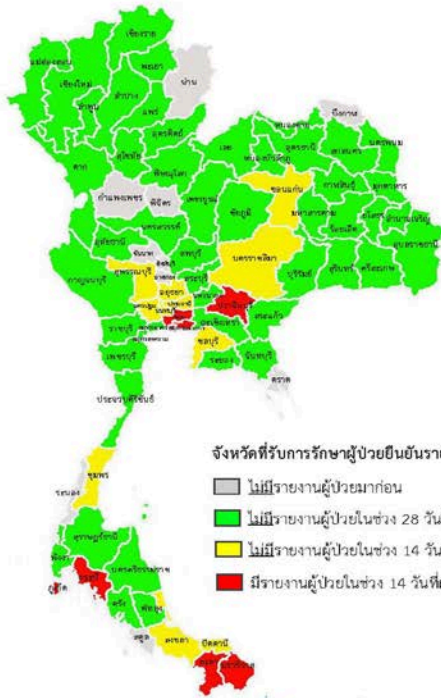 เชียงราย
แม่ฮ่องสอน
พะเยา
เชียงใหม่
น่าน
ลำปาง
ลำพูน
แพร่
อุตรดิตถ์
บึงกาฬ
หนองคาย
เลย
อุดรธานี
สกลนคร
นครพนม
หนองบัวลำภู
สุโขทัย
ตาก
พิษณุโลก
ขอนแก่น
กาฬสินธุ์
มุกดาหาร
กำแพงเพชร
พิจิตร
เพชรบูรณ์
ชัยภูมิ
มหาสารคาม
ร้อยเอ็ด
ยโสธร
อำนาจเจริญ
นครสวรรค์
อุบลราชธานี
อุทัยธานี
ชัยนาท
ลพบุรี
นครราชสีมา
บุรีรัมย์
สุรินทร์
ศรีสะเกษ
กาญจนบุรี
สุพรรณบุรี
สระบุรี
อยุธยา
ปราจีนบุรี
สระแก้ว
ฉะเชิงเทรา
ราชบุรี
ชลบุรี
เพชรบุรี
ระยอง
จันทบุรี
ตราด
ประจวบคีรีขันธ์
จังหวัดที่รับการรักษาผู้ป่วยยืนยันราย
ไม่มีรายงานผู้ป่วยมาก่อน
ไม่มีรายงานผู้ป่วยในช่วง 28 วัน
ไม่มีรายงานผู้ป่วยในช่วง 14 วัน
มีรายงานผู้ป่วยในช่วง 14 วันที่
ชุมพร
ระนอง
สุราษฎร์ธานี
พังงา
นครศรีธรรมราช
กระบี่
ภูเก็ต
ตรัง
พัทลุง
สตูล
สงขลา
ปัตตานี
ยะลา
นราธิวาส